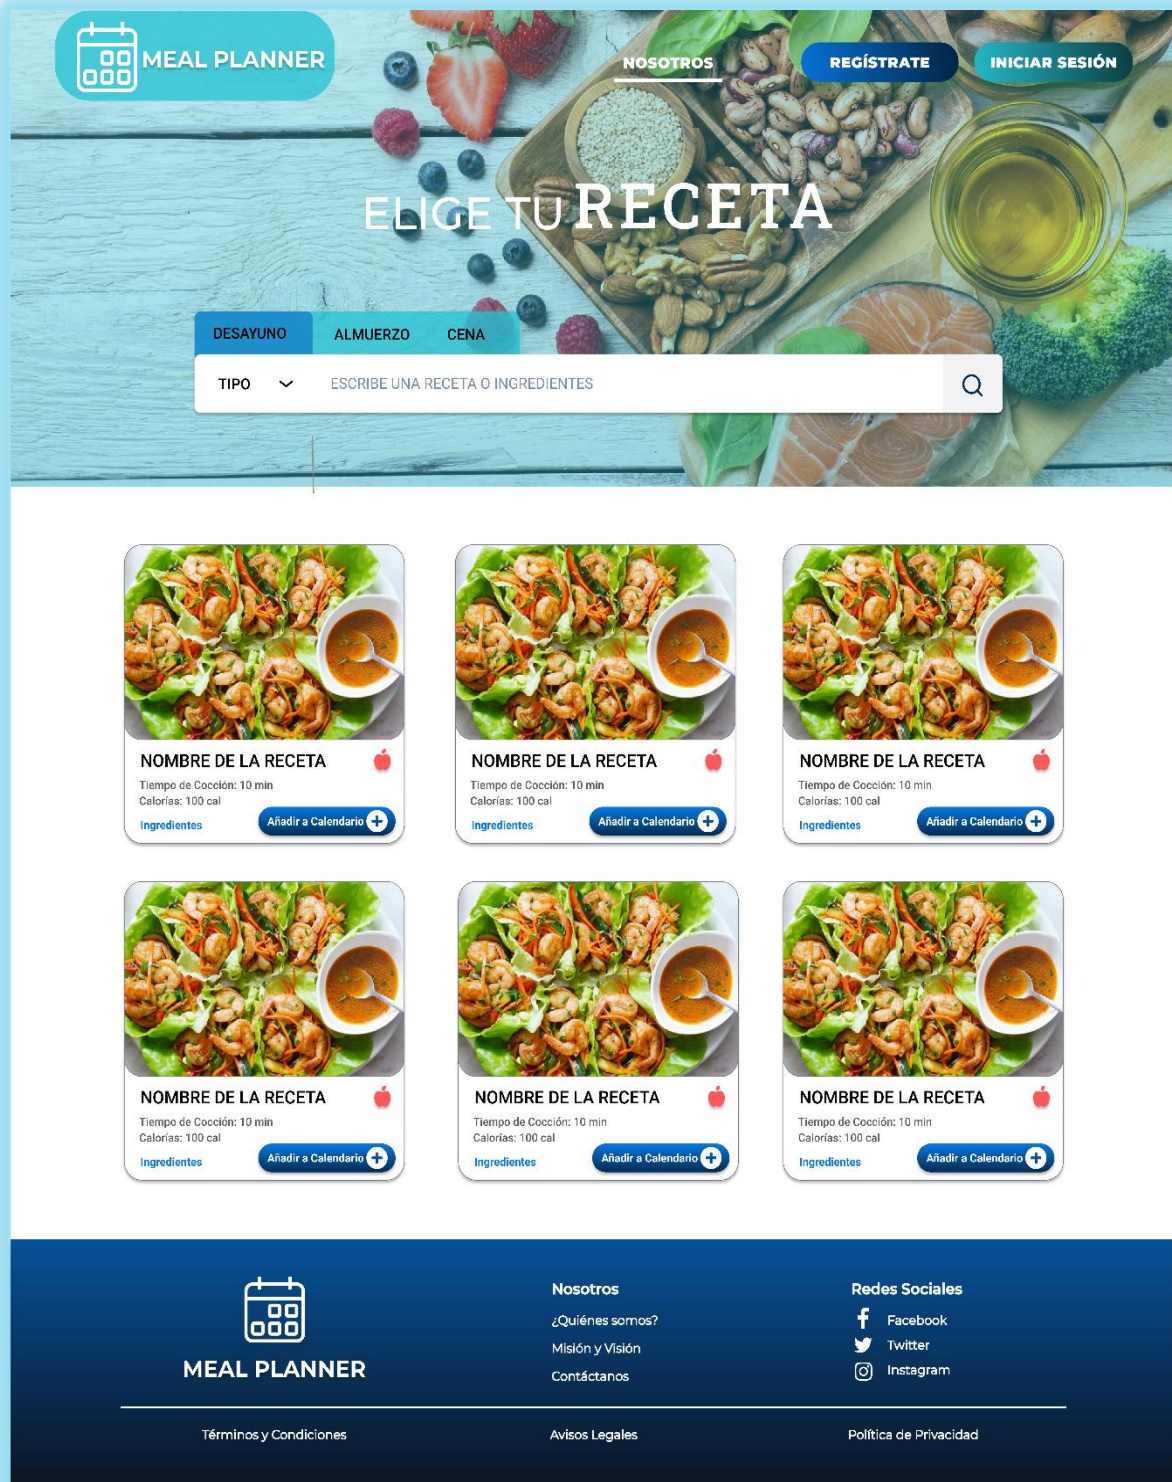 MEAL PLANNER
NOSOTROS
REGÍSTRATE
INICIAR SESIÓN
ELIGE TU RECETA
DESAYUNO
ALMUERZO
CENA
TIPO
ESCRIBE UNA RECETA O INGREDIENTES
NOMBRE DE LA RECETA
Tiempo de Cocción: 10 min
Calorías: 100 cal
Ingredientes
Añadir a Calendario
NOMBRE DE LA RECETA
Tiempo de Cocción: 10 min
Calorías: 100 cal
Ingredientes
Añadir a Calendario
NOMBRE DE LA RECETA
Tiempo de Cocción: 10 min
Calorías: 100 cal
Ingredientes
Añadir a Calendario
NOMBRE DE LA RECETA
Tiempo de Cocción: 10 min
Calorías: 100 cal
Ingredientes
Añadir a Calendario
NOMBRE DE LA RECETA
Tiempo de Cocción: 10 min
Calorías: 100 cal
Ingredientes
Añadir a Calendario
NOMBRE DE LA RECETA
Tiempo de Cocción: 10 min
Calorías: 100 cal
Ingredientes
Añadir a Calendario
MEAL PLANNER
Nosotros
¿Quiénes somos?
Misión y Visión
Contáctanos
Redes Sociales
Facebook
Twitter
Instagram
Términos y Condiciones
Avisos Legales
Política de Privacidad